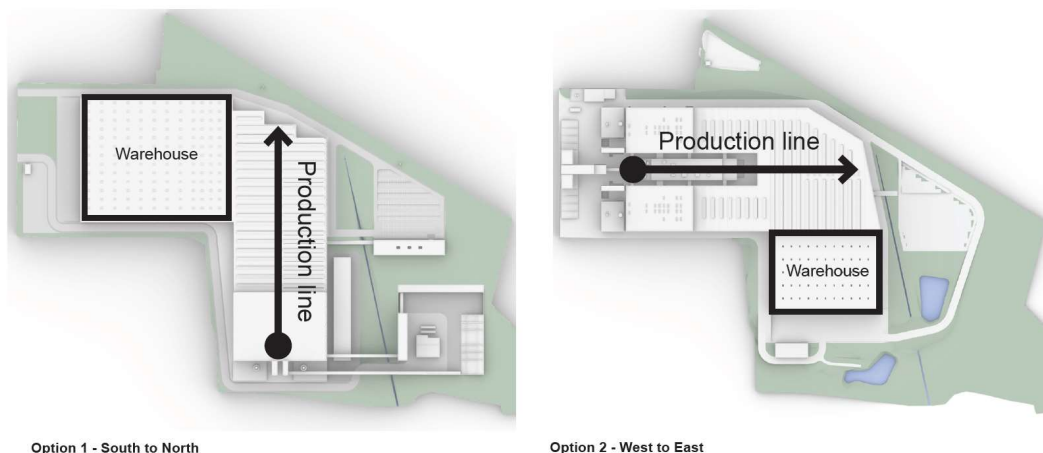 Warehouse
Production line
Option 1 - South to North
Production line
Warehouse
Option 2 - West to East